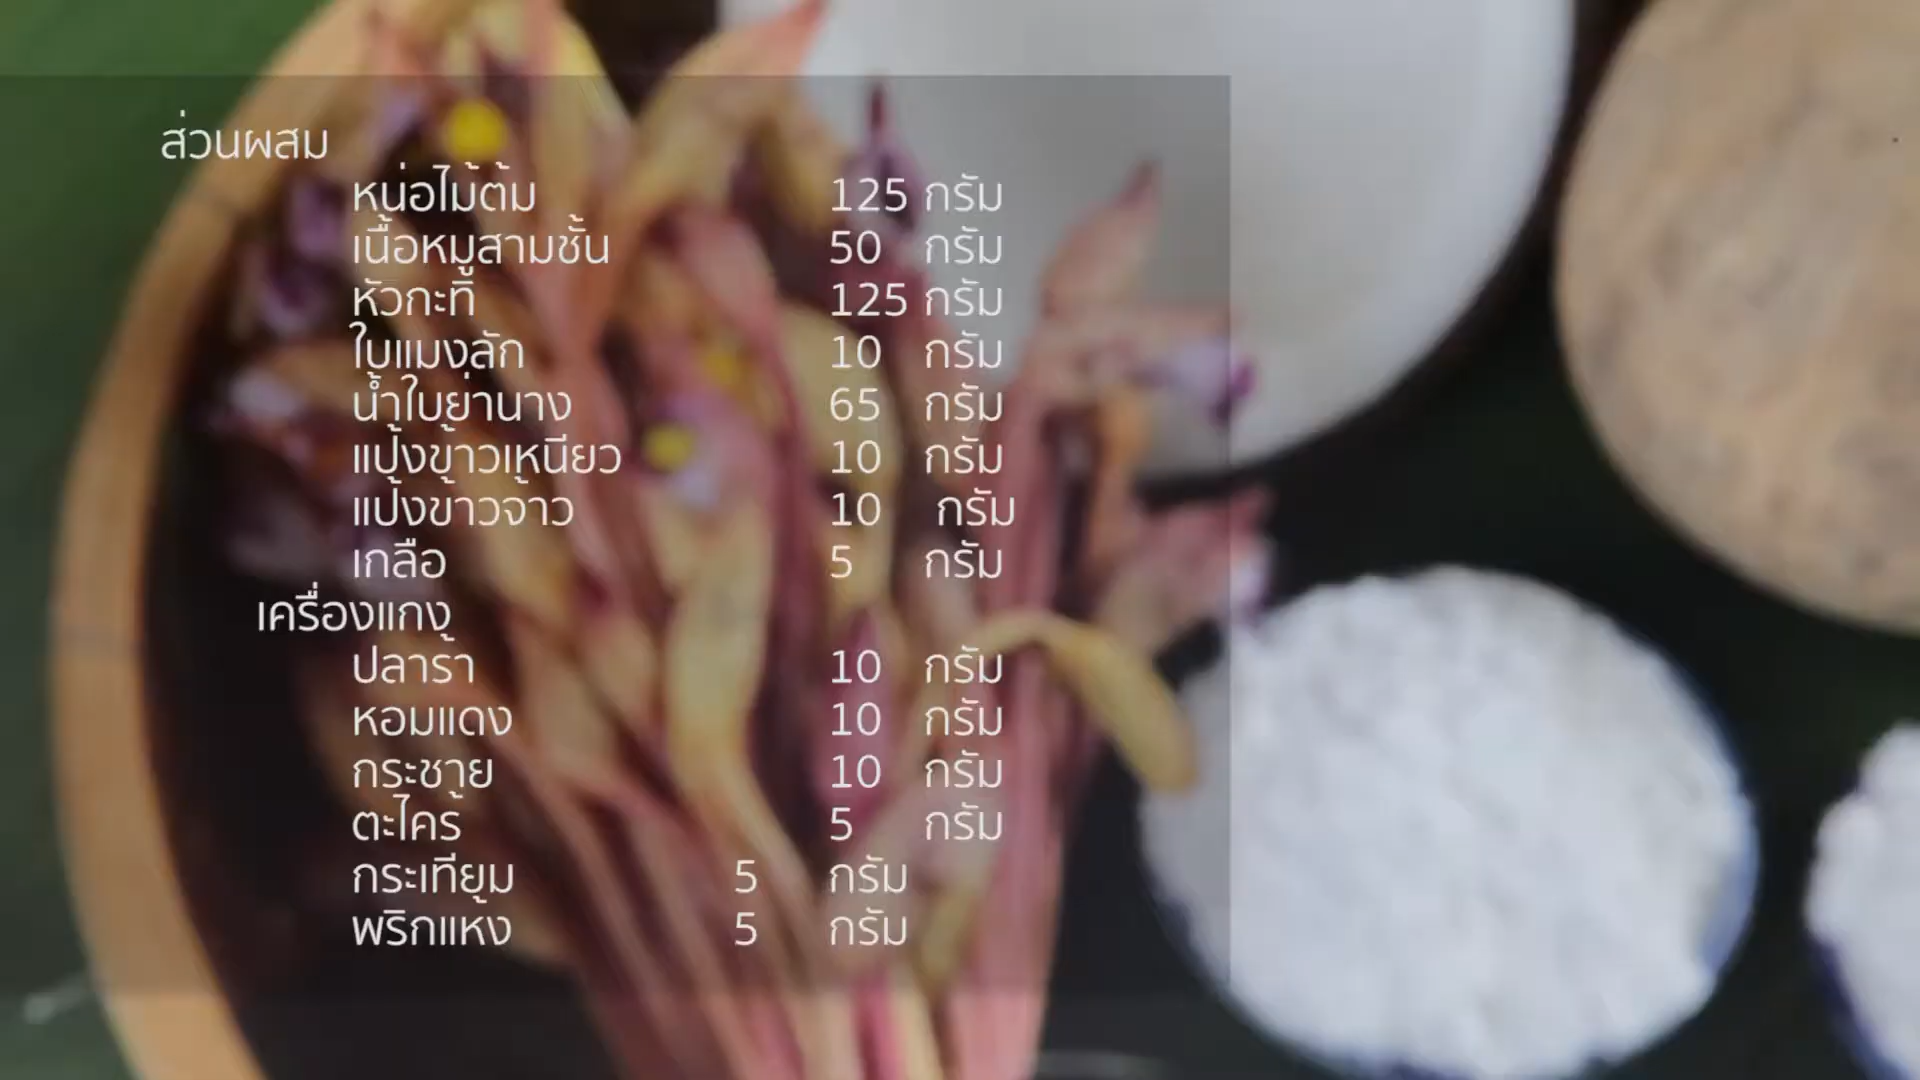 ส่วนผสม
หน่อไม้ต้ม 125 กรัม
เนื้อหมูสามชั้น 50 กรัม
หัวกะทิ 125 กรัม
ใบแมงลัก 10 กรัม
น้ำใบย่านาง 65 กรัม
แป้งข้าวเหนียว 10 กรัม
แป้งข้าวจ้าว 10 กรัม
เกลือ 5 กรัม
เครื่องแกง
ปลาร้า 10 กรัม
หอมแดง 10 กรัม
กระชาย 10 กรัม
ตะไคร้ 5 กรัม
กระเทียม 5 กรัม
พริกแห้ง 5 กรัม